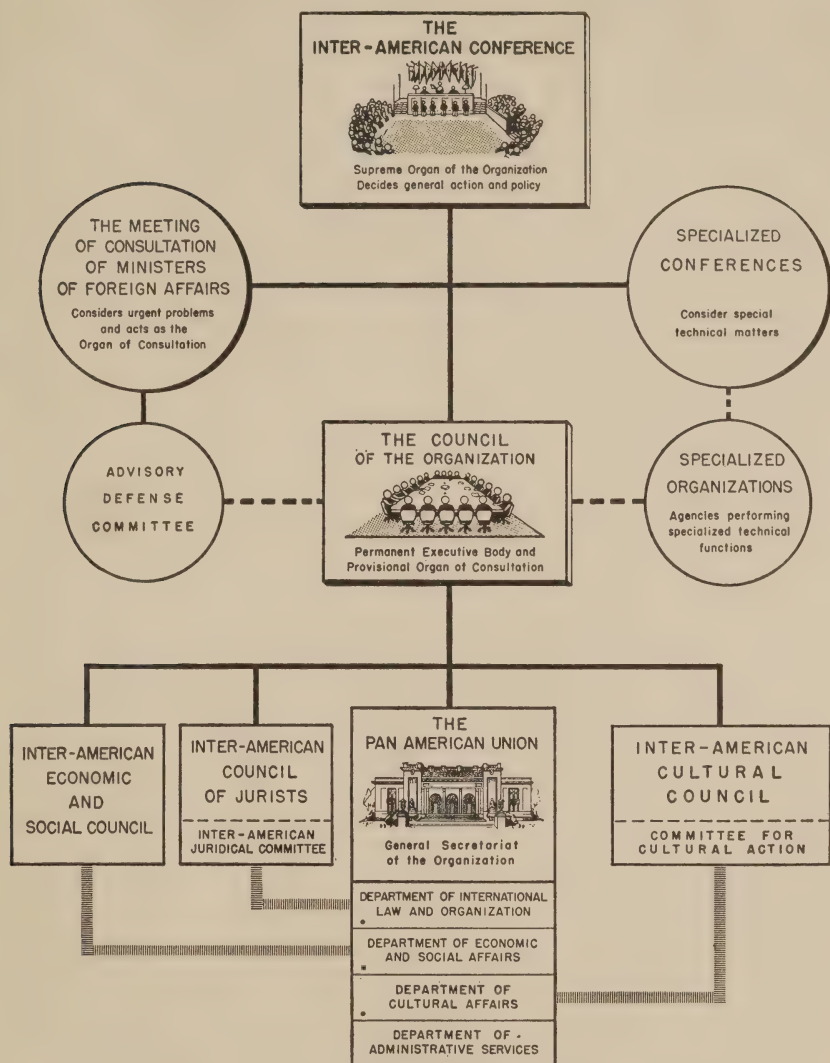 THE
INTER-AMERICAN CONFERENCE
Supreme Organ of the Organization
Decides general action and policy
THE MEETING
OF CONSULTATION
OF MINISTERS
OF FOREIGN AFFAIRS
Considers urgent problems
and acts as the
Organ of Consultation
SPECIALIZED
CONFERENCES
Consider special
technical matters
ADVISORY
DEFENSE
COMMITTEE
THE COUNCIL
OF THE ORGANIZATION
Permanent Executive Body and
Provisional Organ of Consultation
SPECIALIZED
ORGANIZATIONS
Agencies performing
specialized technical
functions
INTER-AMERICAN
ECONOMIC
AND
SOCIAL COUNCIL
INTER-AMERICAN
COUNCIL
OF JURISTS
INTER-AMERICAN
JURIDICAL COMMITTEE
THE
PAN AMERICAN UNION
General Secretariat
of the Organization
DEPARTMENT OF INTERNATIONAL
LAW AND ORGANIZATION
DEPARTMENT OF ECONOMIC
AND SOCIAL AFFAIRS
DEPARTMENT OF
CULTURAL AFFAIRS
DEPARTMENT OF
ADMINISTRATIVE SERVICES
INTER-AMERICAN
CULTURAL
COUNCIL
COMMITTEE FOR
CULTURAL ACTION